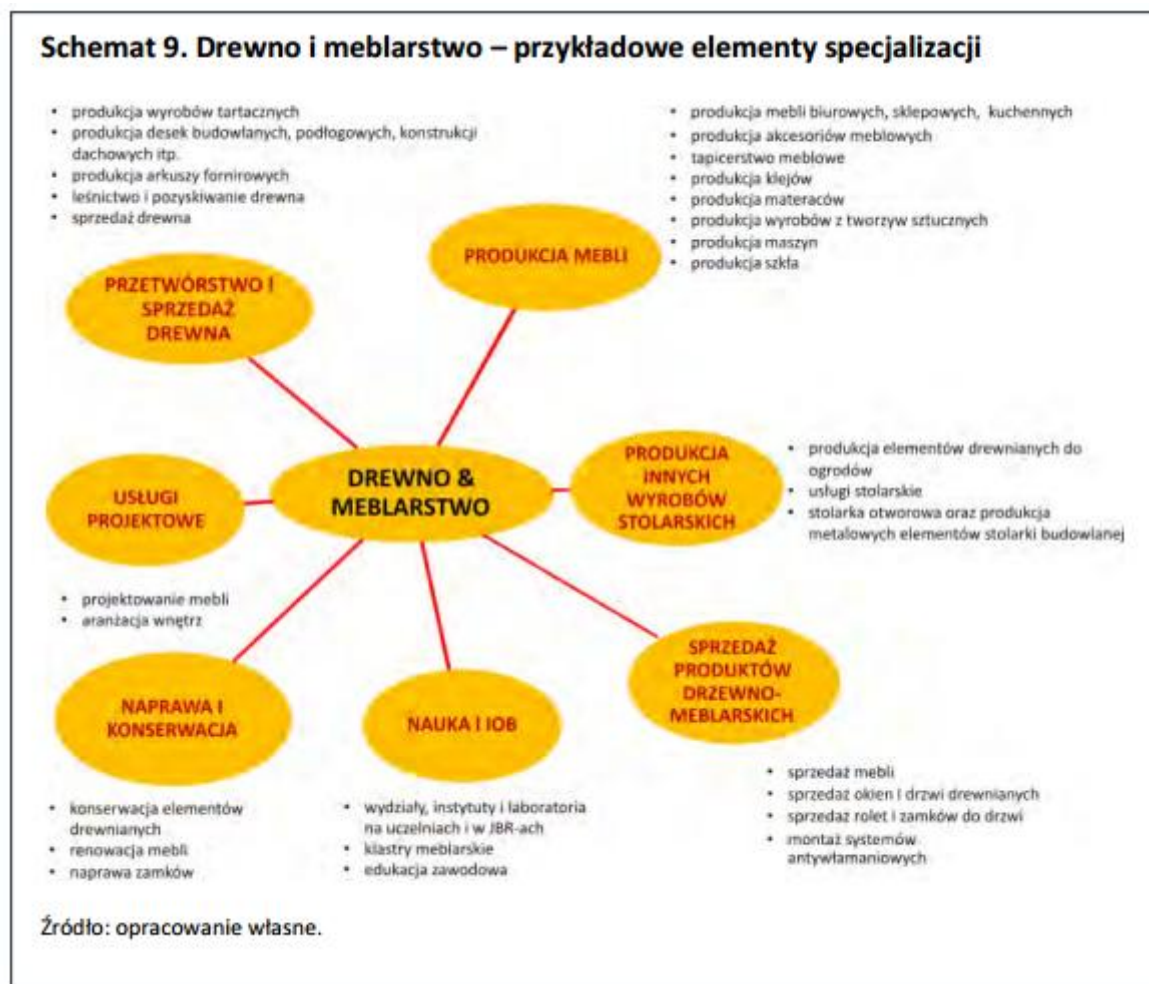 Schemat 9. Drewno i meblarstwo – przykładowe elementy specjalizacji
• produkcja wyrobów tartacznych
• produkcja desek budowlanych, podłogowych, konstrukcji
dachowych itp.
• produkcja arkuszy fornirowych
• leśnictwo i pozyskiwanie drewna
• sprzedaż drewna
PRZETWÓRSTWO I
SPRZEDAŻ
DREWNA
• produkcja mebli biurowych, sklepowych, kuchennych
• produkcja akcesoriów meblowych
• tapicerstwo meblowe
• produkcja klejów
• produkcja materaców
• produkcja wyrobów z tworzyw sztucznych
• produkcja maszyn
• produkcja szkła
PRODUKCJA MEBLI
DREWNO &
MEBLARSTWO
PRODUKCJA
INNYCH
WYROBÓW
STOLARSKICH
• produkcja elementów drewnianych do
ogrodów
• usługi stolarskie
• stolarka otworowa oraz produkcja
metalowych elementów stolarki budowlanej
USŁUGI
PROJEKTOWE
• projektowanie mebli
• aranżacja wnętrz
NAPRAWA I
KONSERWACJA
• konserwacja elementów
drewnianych
• renowacja mebli
• naprawa zamków
NAUKA I IOB
• wydziały, instytuty i laboratoria
na uczelniach i w JBR-ach
• klastry meblarskie
• edukacja zawodowa
SPRZEDAŻ
PRODUKTÓW
DRZEWNO-
MEBLARSKICH
• sprzedaż mebli
• sprzedaż okien I drzwi drewnianych
• sprzedaż rolet i zamków do drzwi
• montaż systemów
antywłamaniowych
Źródło: opracowanie własne.